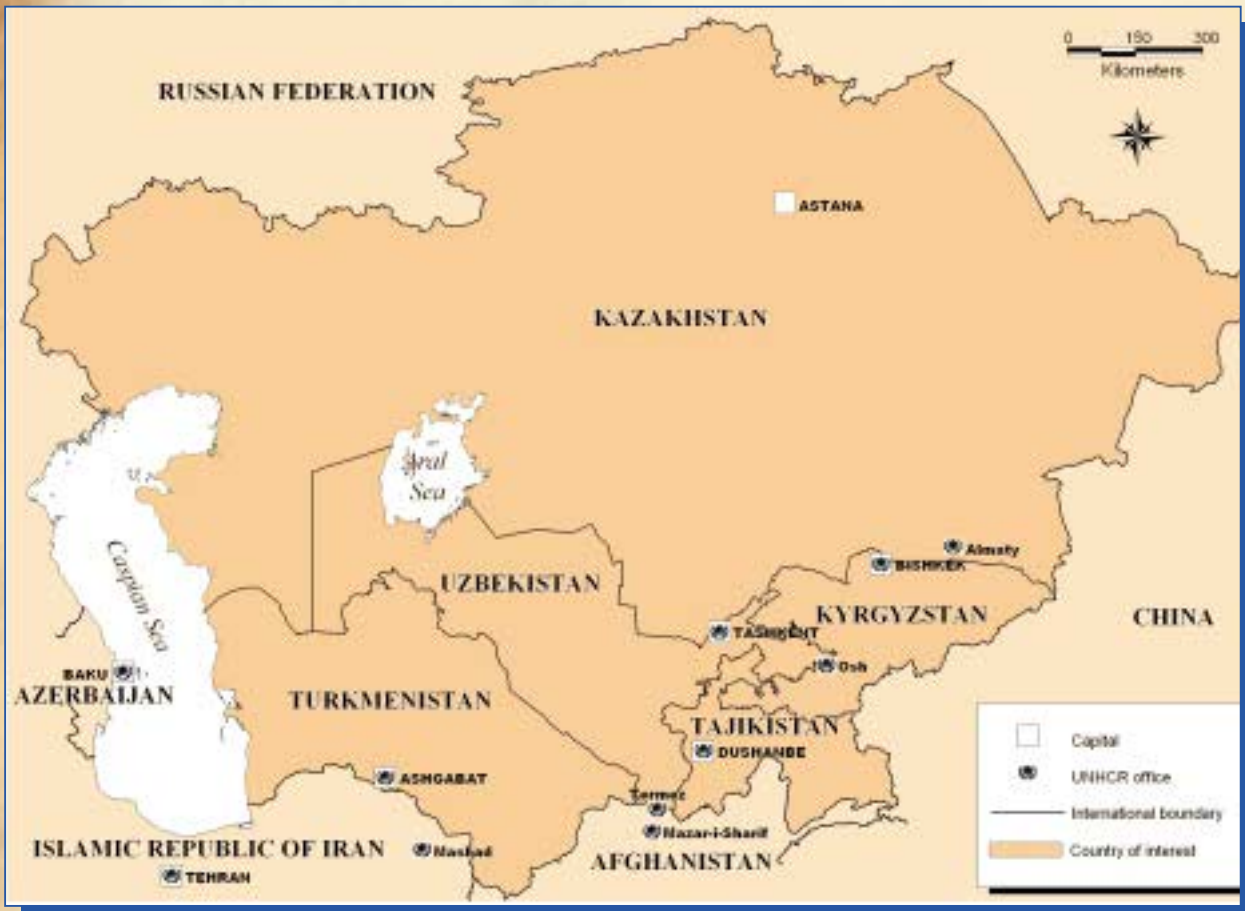 0 150 300
Kilometers
RUSSIAN FEDERATION
ASTANA
KAZAKHSTAN
Aral
Sea
Caspian Sea
Almaty
BISHKEK
UZBEKISTAN
KYRGYZSTAN
CHINA
TASHKENT
Osh
BAKU
AZERBAIJAN
TURKMENISTAN
TAJIKISTAN
DUSHANBE
ASHGABAT
Termez
Mazar-i-Sharif
ISLAMIC REPUBLIC OF IRAN
Mashad
AFGHANISTAN
TEHRAN
Capital
UNHCR office
International boundary
Country of interest